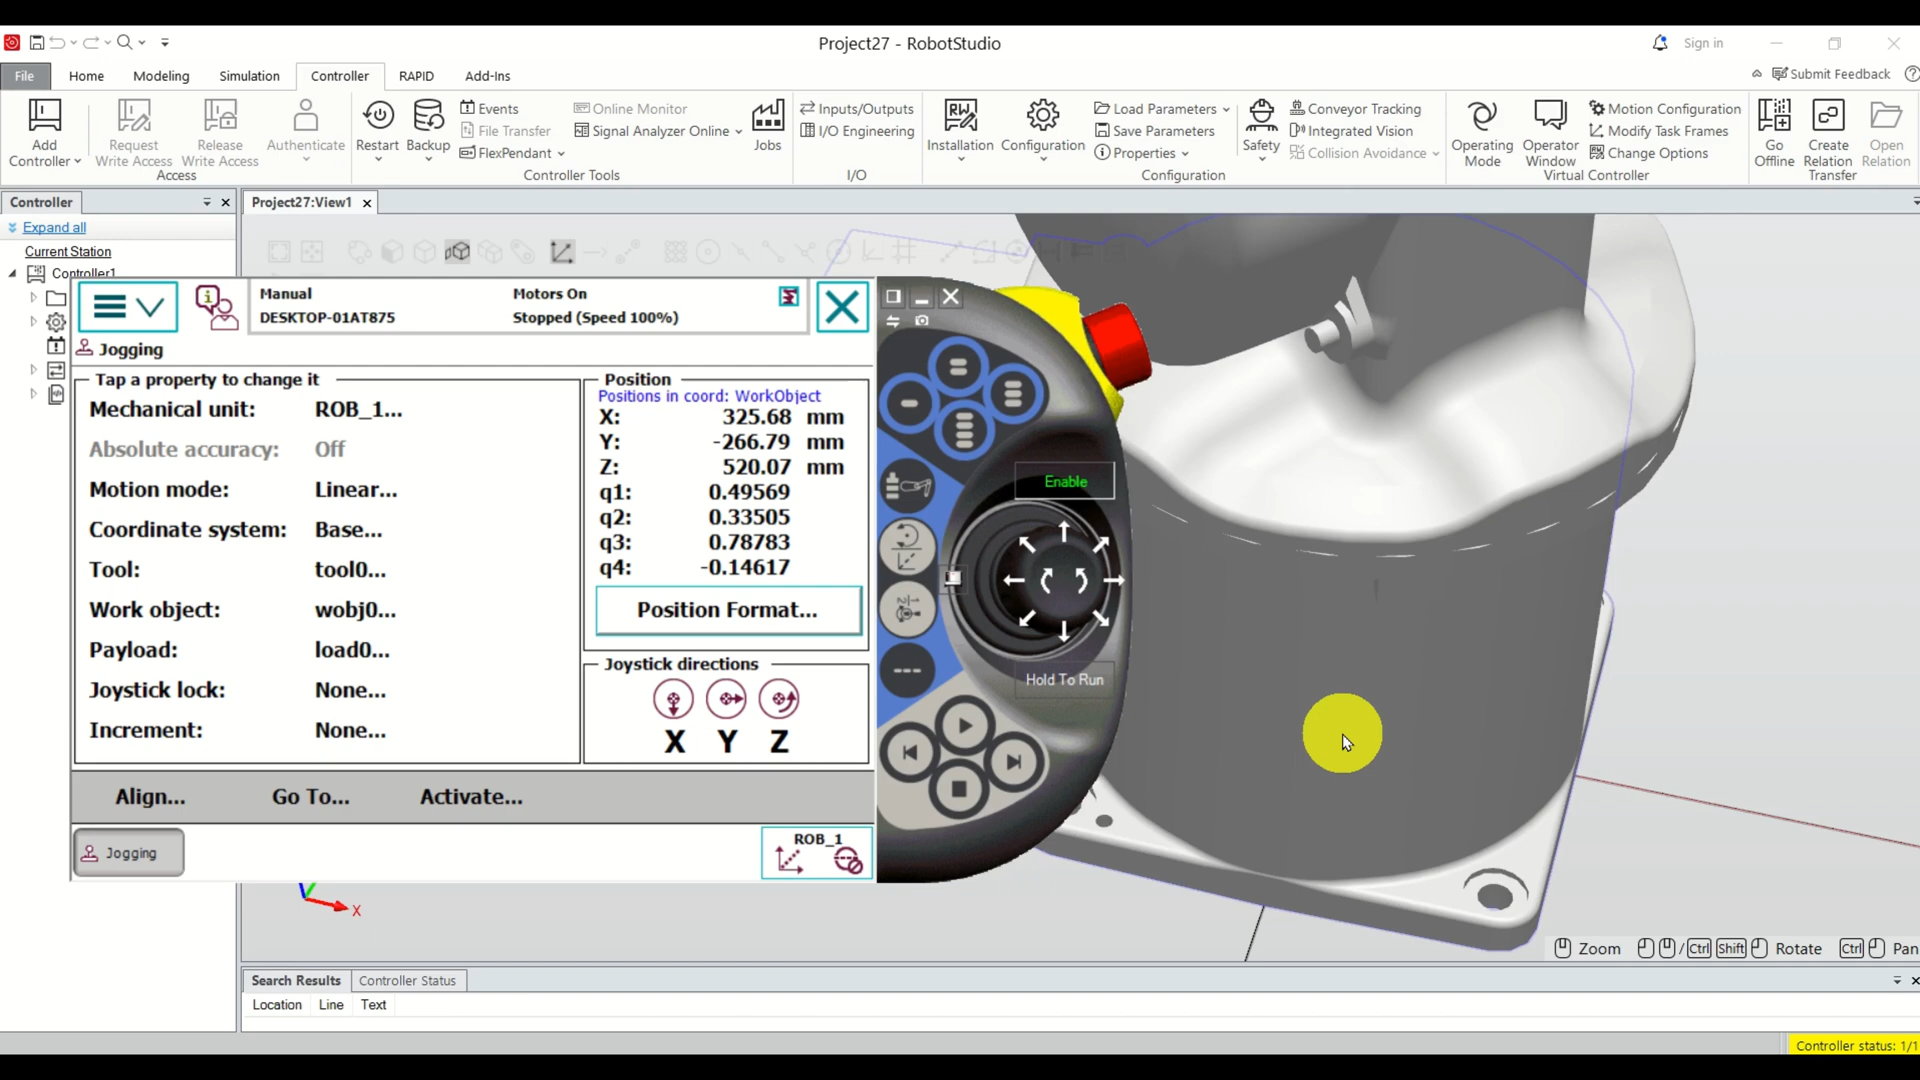 Project27 - RobotStudio
Sign in
File Home Modeling Simulation Controller RAPID Add-Ins
Submit Feedback
Add Controller
Request Write Access
Release Write Access
Authenticate
Access
Restart
Backup
Events
File Transfer
FlexPendant
Online Monitor
Signal Analyzer Online
Jobs
Controller Tools
Inputs/Outputs
I/O Engineering
I/O
Installation
Configuration
Load Parameters
Save Parameters
Properties
Safety
Conveyor Tracking
Integrated Vision
Collision Avoidance
Configuration
Operating Mode
Operator Window
Motion Configuration
Modify Task Frames
Change Options
Virtual Controller
Go Offline
Create Relation
Open Relation
Transfer
Controller
Project27:View1
Expand all
Current Station
Controller1
Manual
DESKTOP-01AT875
Motors On
Stopped (Speed 100%)
Jogging
Tap a property to change it
Mechanical unit: ROB_1...
Absolute accuracy: Off
Motion mode: Linear...
Coordinate system: Base...
Tool: tool0...
Work object: wobj0...
Payload: load0...
Joystick lock: None...
Increment: None...
Position
Positions in coord: WorkObject
X: 325.68 mm
Y: -266.79 mm
Z: 520.07 mm
q1: 0.49569
q2: 0.33505
q3: 0.78783
q4: -0.14617
Position Format...
Joystick directions
X Y Z
Align... Go To... Activate...
Jogging
ROB_1
Enable
Hold To Run
X
Zoom / Ctrl Shift Rotate Ctrl Pan
Search Results Controller Status
Location Line Text
Controller status: 1/1